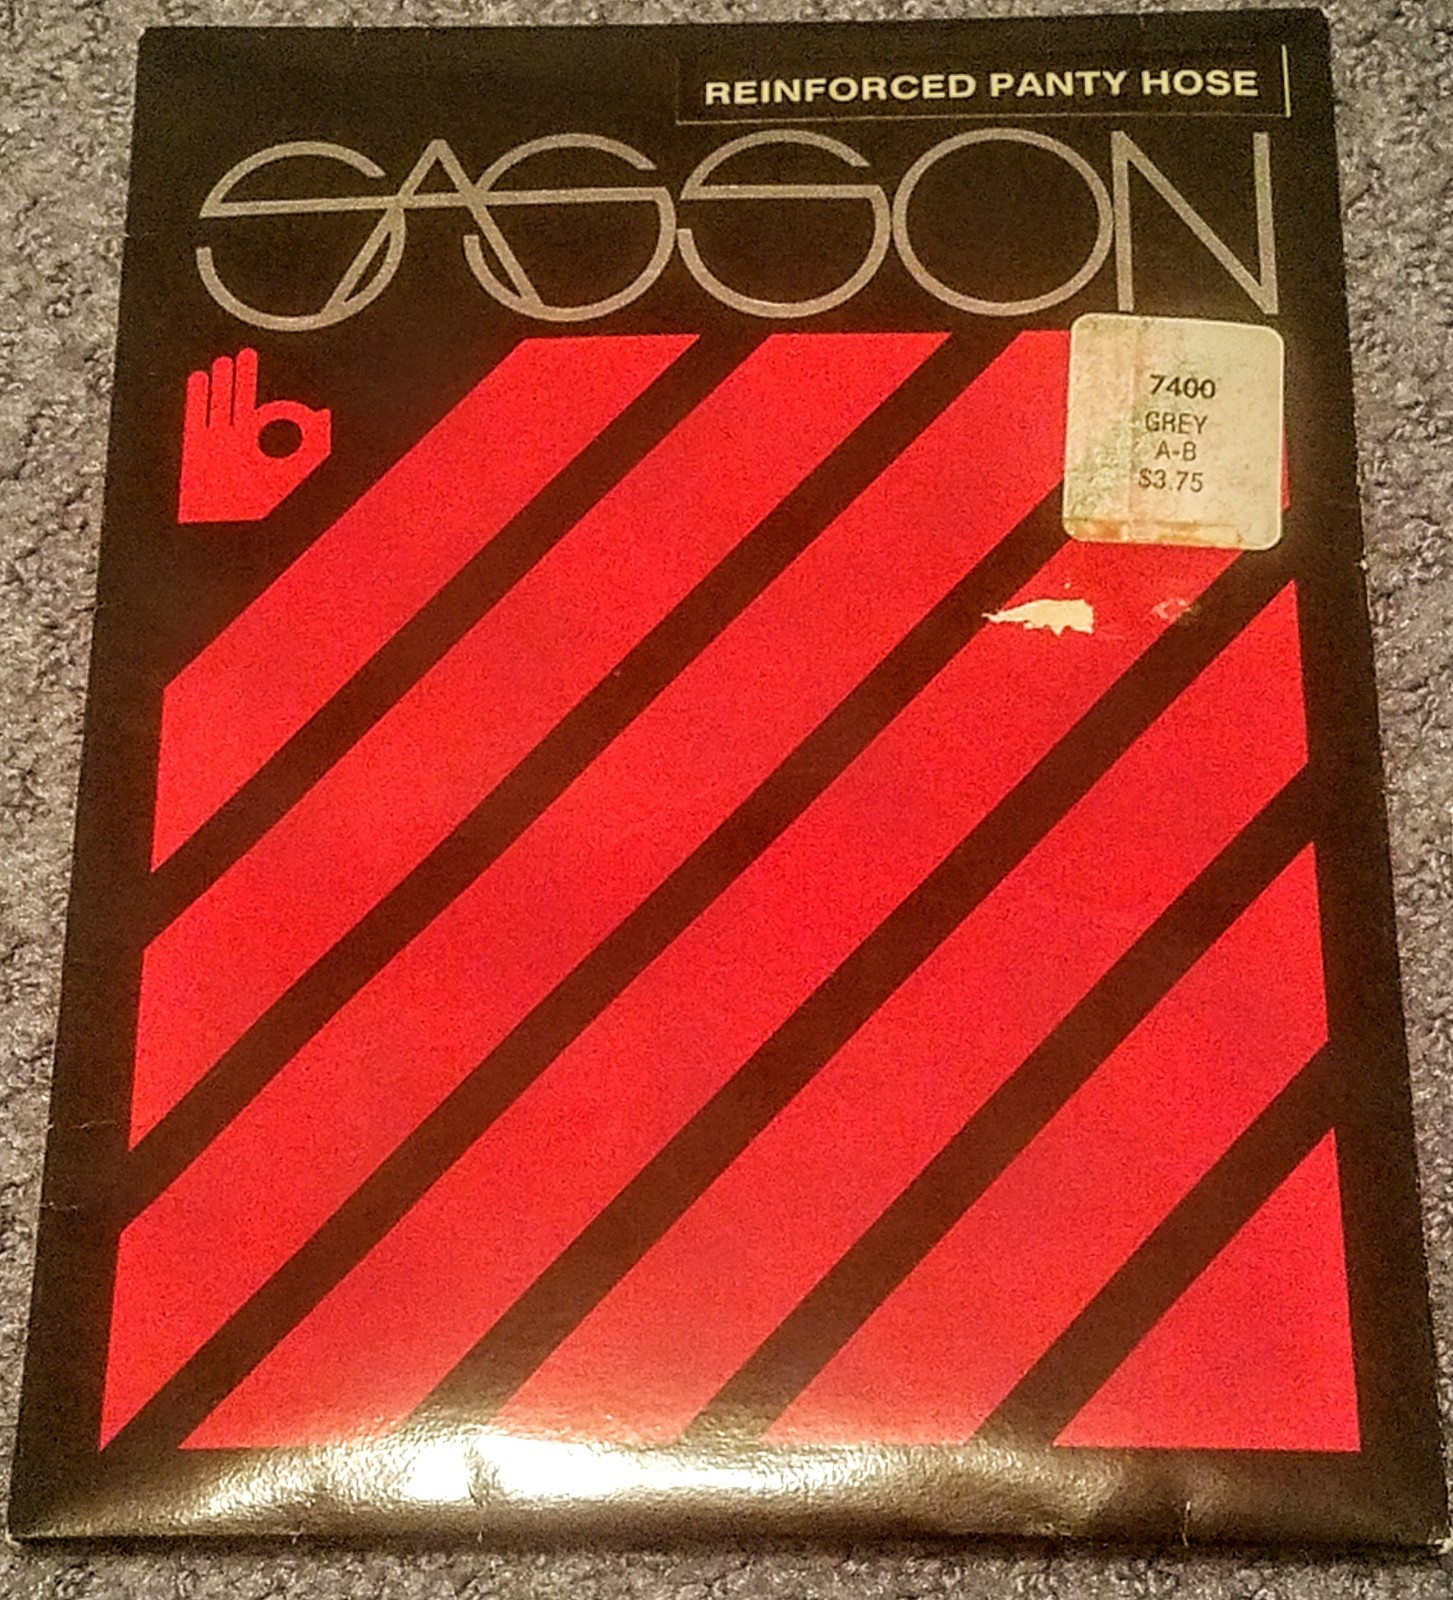 REINFORCED PANTY HOSE
SASSON
7400
GREY
A-B
$3.75